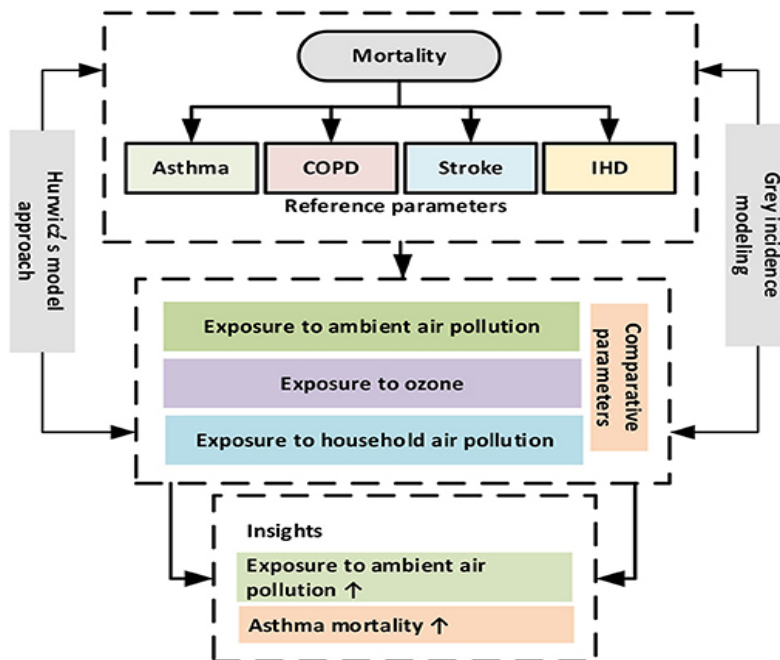 Mortality
Asthma
COPD
Stroke
IHD
Reference parameters
Hurwicź s model
approach
Grey incidence
modeling
Exposure to ambient air pollution
Exposure to ozone
Exposure to household air pollution
Comparative
parameters
Insights
Exposure to ambient air
pollution ↑
Asthma mortality ↑